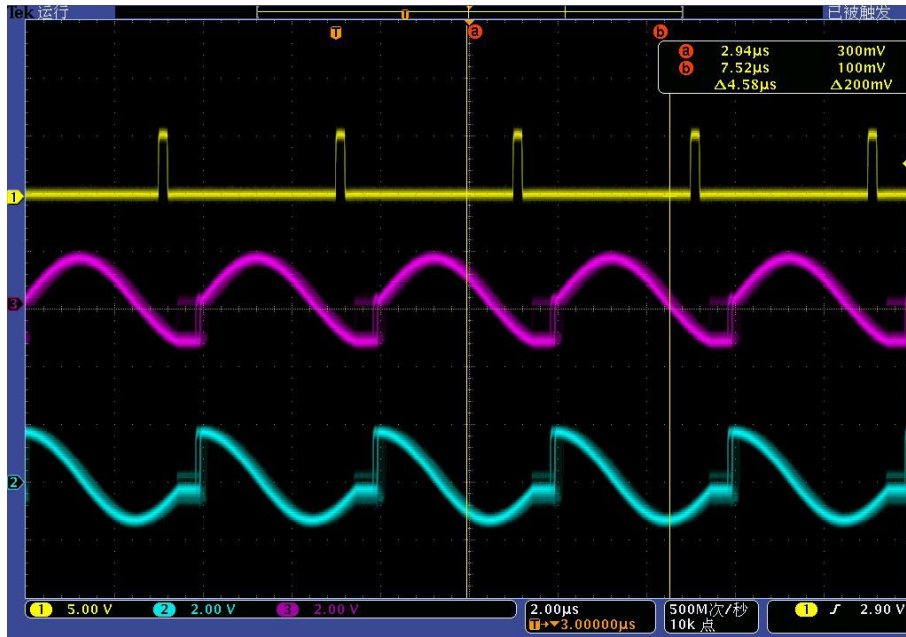 Tek 运行 已被触发
T
T a b
a 2.94µs 300mV
b 7.52µs 100mV
Δ4.58µs Δ200mV
1
3
2
1 5.00 V 2 2.00 V 3 2.00 V 2.00µs 500M次/秒 1 2.90 V
T→▼3.00000µs 10k 点